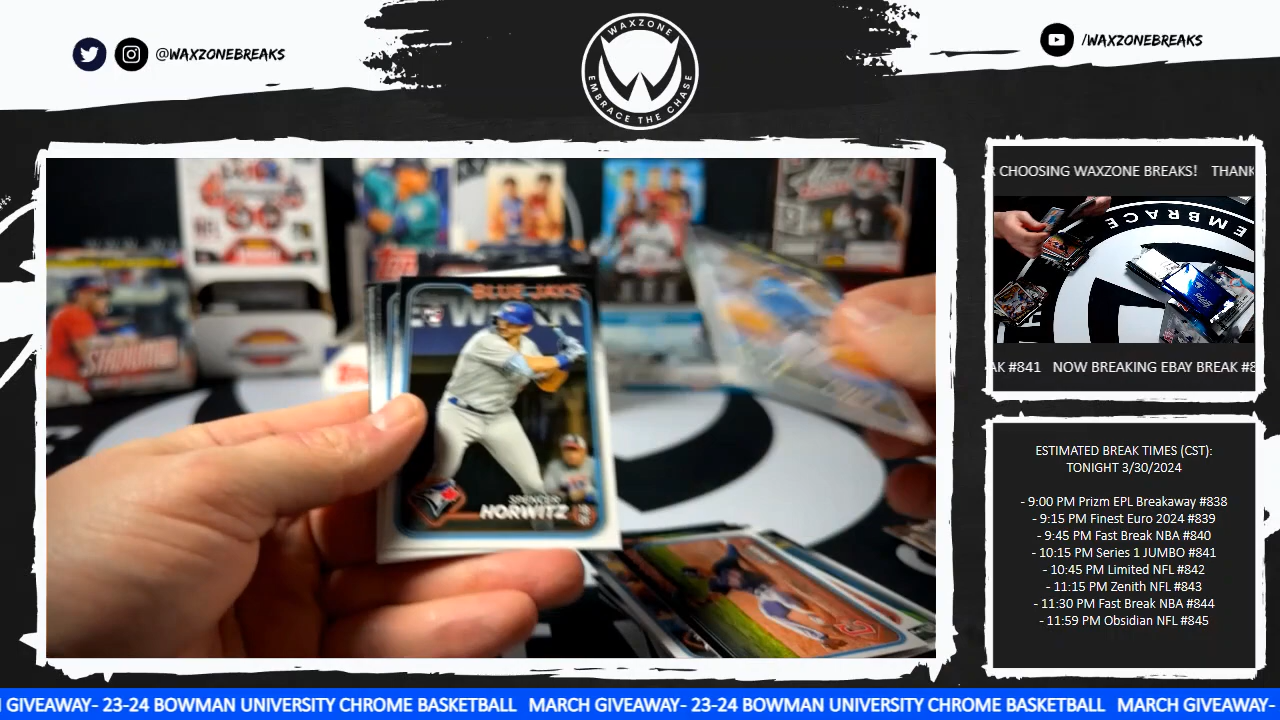 @WAXZONEBREAKS
WAXZONE
EMBRACE THE CHASE
/WAXZONEBREAKS
CHOOSING WAXZONE BREAKS! THANK
EMBRACE
AK #841 NOW BREAKING EBAY BREAK #8
BLUE JAYS
SPENCER
HORWITZ
STADIUM
NFL
ESTIMATED BREAK TIMES (CST):
TONIGHT 3/30/2024
- 9:00 PM Prizm EPL Breakaway #838
- 9:15 PM Finest Euro 2024 #839
- 9:45 PM Fast Break NBA #840
- 10:15 PM Series 1 JUMBO #841
- 10:45 PM Limited NFL #842
- 11:15 PM Zenith NFL #843
- 11:30 PM Fast Break NBA #844
- 11:59 PM Obsidian NFL #845
GIVEAWAY- 23-24 BOWMAN UNIVERSITY CHROME BASKETBALL MARCH GIVEAWAY- 23-24 BOWMAN UNIVERSITY CHROME BASKETBALL MARCH GIVEAWAY-